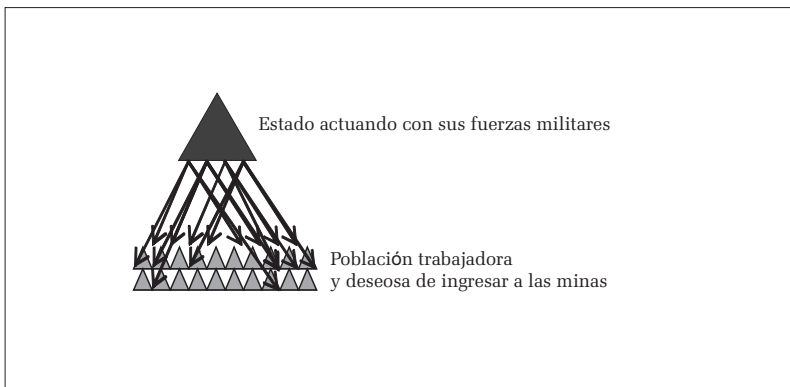 Estado actuando con sus fuerzas militares
Población trabajadora
y deseosa de ingresar a las minas